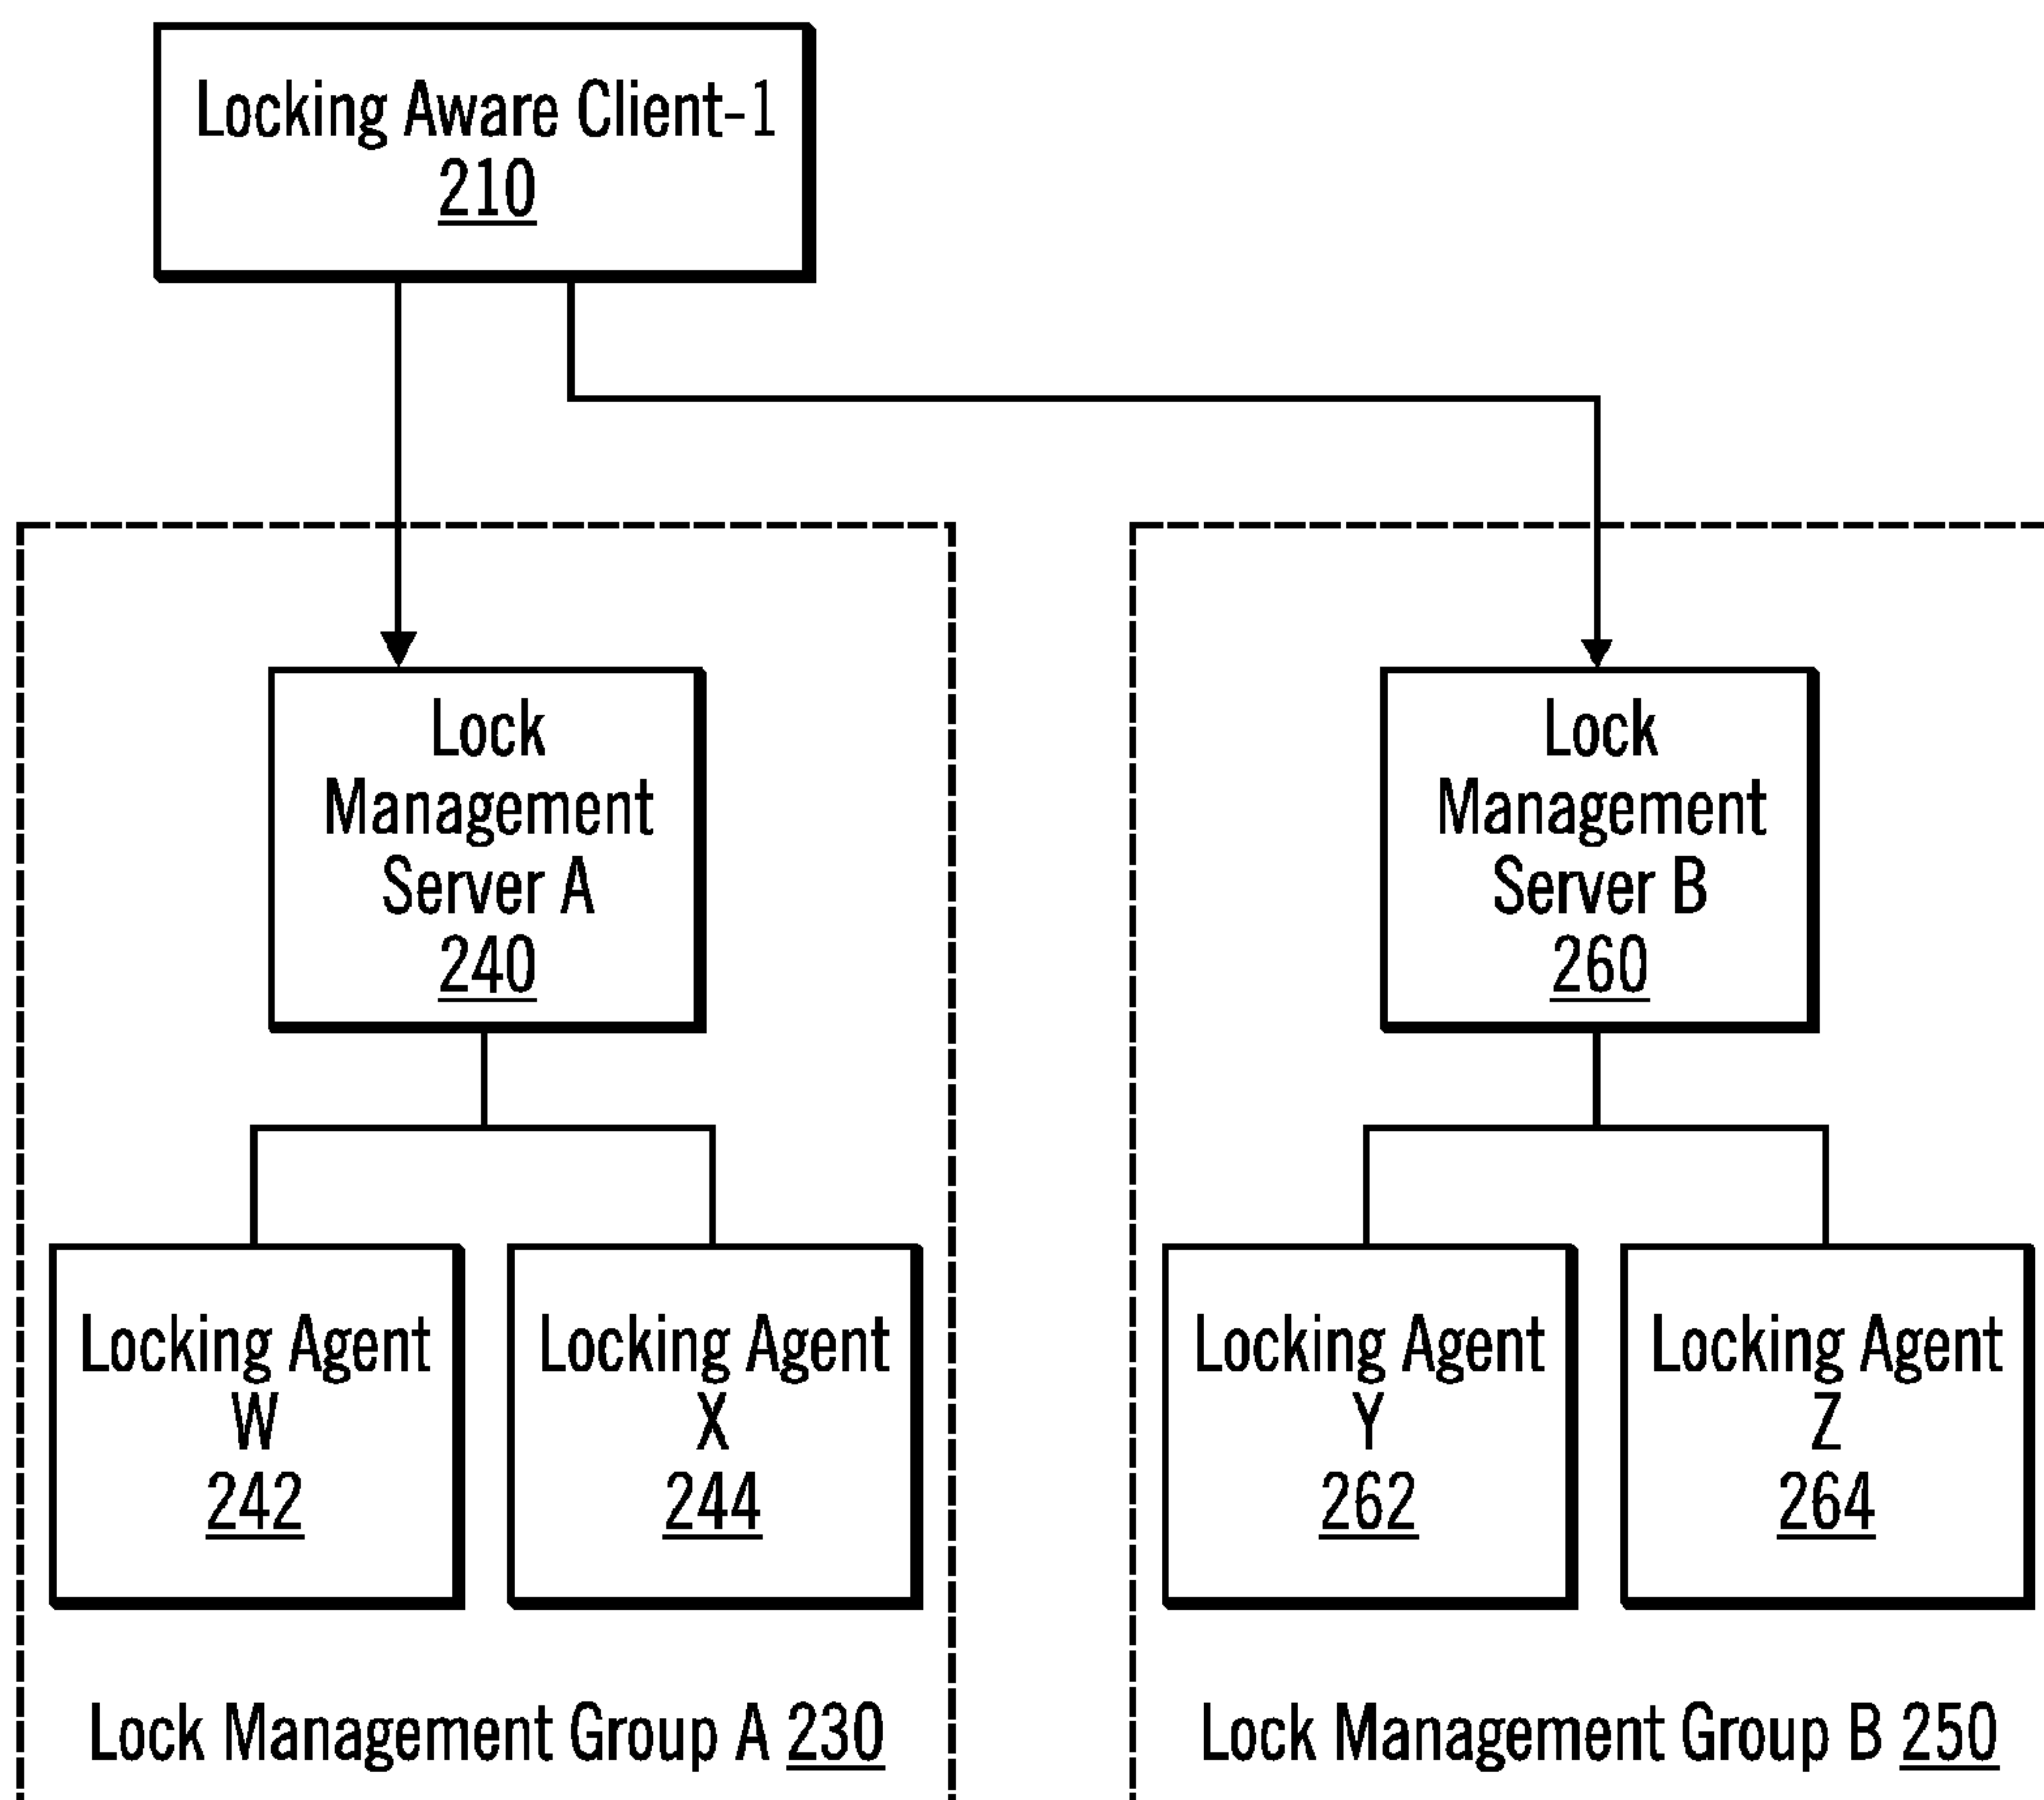 Locking Aware Client-1
210
Lock
Management
Server A
240
Lock
Management
Server B
260
Locking Agent
W
242
Locking Agent
X
244
Locking Agent
Y
262
Locking Agent
Z
264
Lock Management Group A 230
Lock Management Group B 250